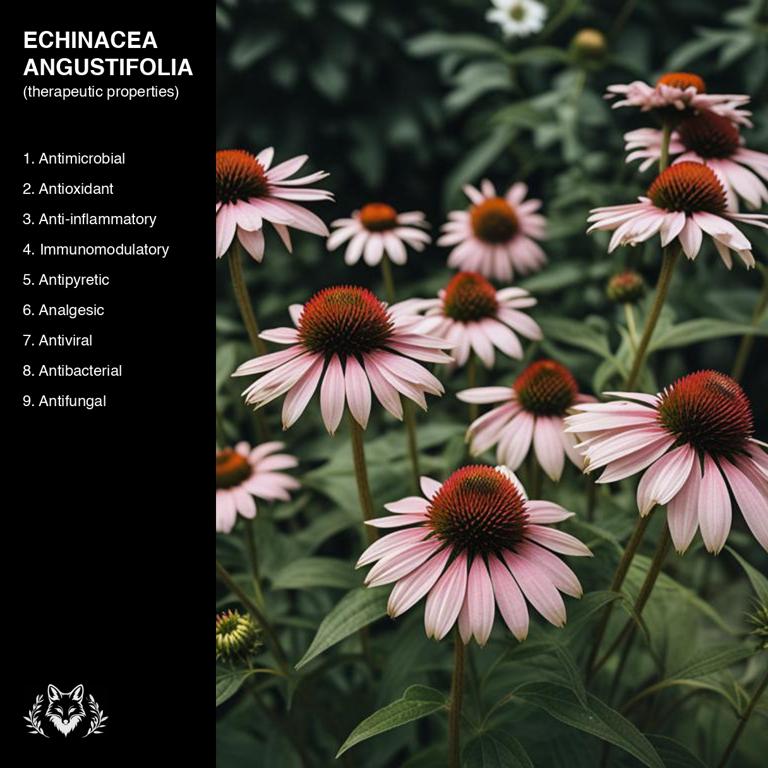 ECHINACEA
ANGUSTIFOLIA
(therapeutic properties)
1. Antimicrobial
2. Antioxidant
3. Anti-inflammatory
4. Immunomodulatory
5. Antipyretic
6. Analgesic
7. Antiviral
8. Antibacterial
9. Antifungal